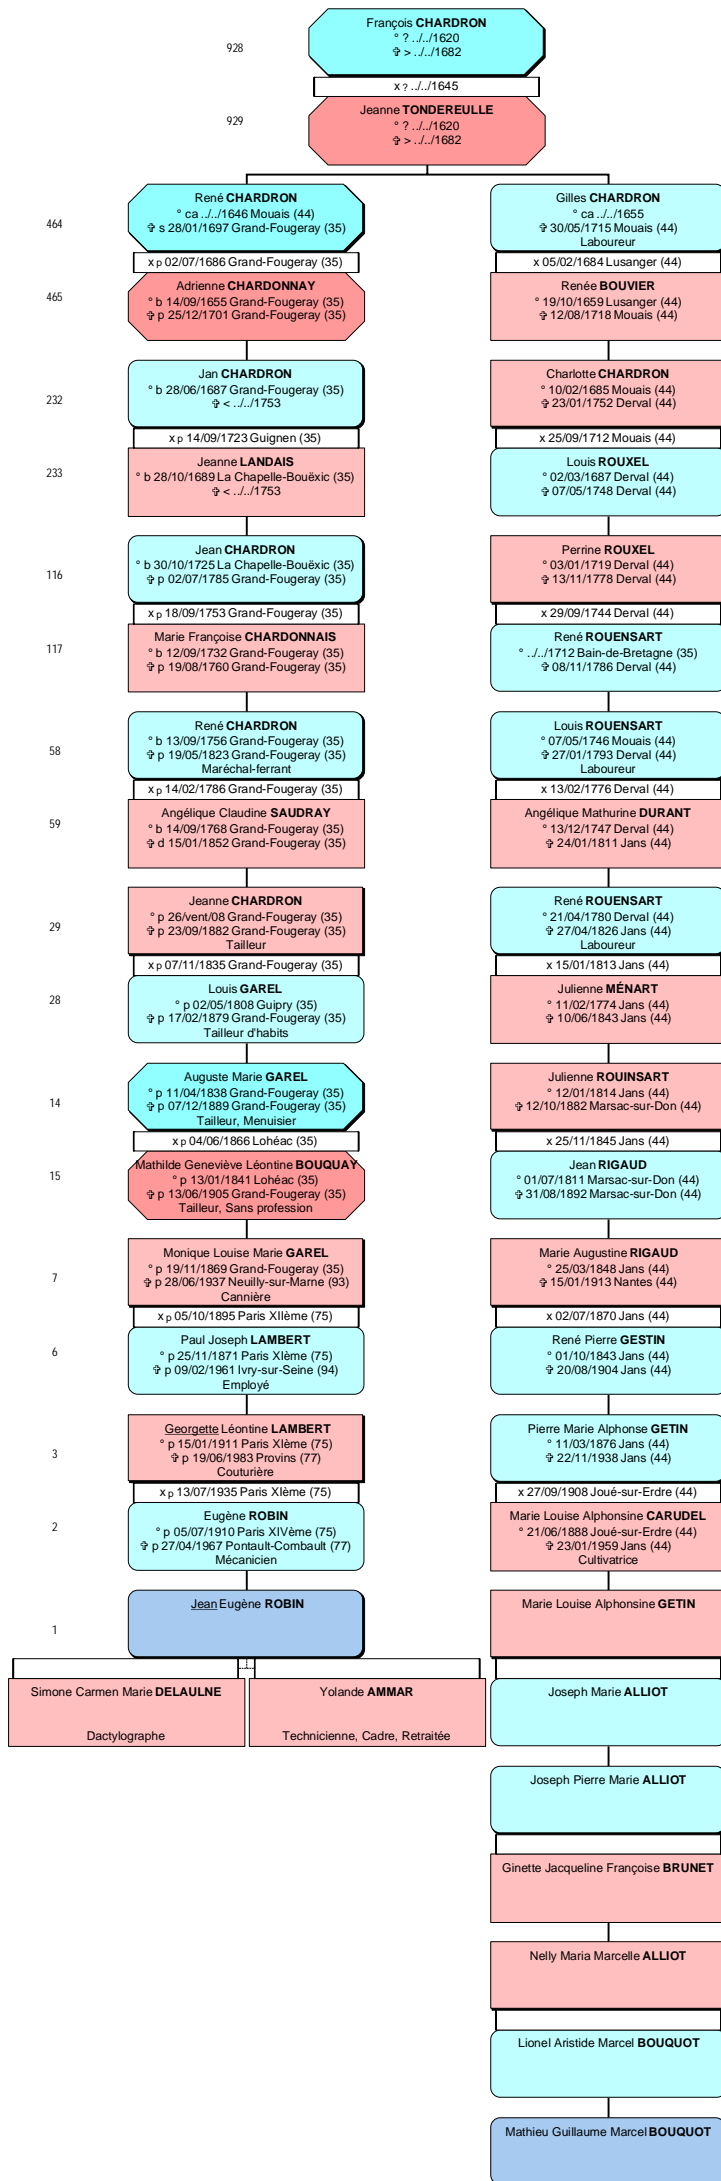 François CHARDRON
° ? ../../1620
✞ > ../../1682
928
x ? ../../1645
Jeanne TONDEREULLE
° ? ../../1620
✞ > ../../1682
929
René CHARDRON
° ca ../../1646 Mouais (44)
✞ s 28/01/1697 Grand-Fougeray (35)
464
x p 02/07/1686 Grand-Fougeray (35)
Adrienne CHARDONNAY
° b 14/09/1655 Grand-Fougeray (35)
✞ p 25/12/1701 Grand-Fougeray (35)
465
Gilles CHARDRON
° ca ../../1655
✞ 30/05/1715 Mouais (44)
Laboureur
x 05/02/1684 Lusanger (44)
Renée BOUVIER
° 19/10/1659 Lusanger (44)
✞ 12/08/1718 Mouais (44)
Jan CHARDRON
° b 28/06/1687 Grand-Fougeray (35)
✞ < ../../1753
232
x p 14/09/1723 Guignen (35)
Jeanne LANDAIS
° b 28/10/1689 La Chapelle-Bouëxic (35)
✞ < ../../1753
233
Charlotte CHARDRON
° 10/02/1685 Mouais (44)
✞ 23/01/1752 Derval (44)
x 25/09/1712 Mouais (44)
Louis ROUXEL
° 02/03/1687 Derval (44)
✞ 07/05/1748 Derval (44)
Jean CHARDRON
° b 30/10/1725 La Chapelle-Bouëxic (35)
✞ p 02/07/1785 Grand-Fougeray (35)
116
x p 18/09/1753 Grand-Fougeray (35)
Marie Françoise CHARDONNAIS
° b 12/09/1732 Grand-Fougeray (35)
✞ p 19/08/1760 Grand-Fougeray (35)
117
Perrine ROUXEL
° 03/01/1719 Derval (44)
✞ 13/11/1778 Derval (44)
x 29/09/1744 Derval (44)
René ROUENSART
° ../../1712 Bain-de-Bretagne (35)
✞ 08/11/1786 Derval (44)
René CHARDRON
° b 13/09/1756 Grand-Fougeray (35)
✞ p 19/05/1823 Grand-Fougeray (35)
Maréchal-ferrant
58
x p 14/02/1786 Grand-Fougeray (35)
Angélique Claudine SAUDRAY
° b 14/09/1768 Grand-Fougeray (35)
✞ d 15/01/1852 Grand-Fougeray (35)
59
Louis ROUENSART
° 07/05/1746 Mouais (44)
✞ 27/01/1793 Derval (44)
Laboureur
x 13/02/1776 Derval (44)
Angélique Mathurine DURANT
° 13/12/1747 Derval (44)
✞ 24/01/1811 Jans (44)
Jeanne CHARDRON
° p 26/vent/08 Grand-Fougeray (35)
✞ p 23/09/1882 Grand-Fougeray (35)
Tailleur
29
x p 07/11/1835 Grand-Fougeray (35)
Louis GAREL
° p 02/05/1808 Guipry (35)
✞ p 17/02/1879 Grand-Fougeray (35)
Tailleur d'habits
28
René ROUENSART
° 21/04/1780 Derval (44)
✞ 27/04/1826 Jans (44)
Laboureur
x 15/01/1813 Jans (44)
Julienne MÉNART
° 11/02/1774 Jans (44)
✞ 10/06/1843 Jans (44)
Auguste Marie GAREL
° p 11/04/1838 Grand-Fougeray (35)
✞ p 07/12/1889 Grand-Fougeray (35)
Tailleur, Menuisier
14
x p 04/06/1866 Lohéac (35)
Mathilde Geneviève Léontine BOUQUAY
° p 13/01/1841 Lohéac (35)
✞ p 13/06/1905 Grand-Fougeray (35)
Tailleur, Sans profession
15
Julienne ROUINSART
° 12/01/1814 Jans (44)
✞ 12/10/1882 Marsac-sur-Don (44)
x 25/11/1845 Jans (44)
Jean RIGAUD
° 01/07/1811 Marsac-sur-Don (44)
✞ 31/08/1892 Marsac-sur-Don (44)
Monique Louise Marie GAREL
° p 19/11/1869 Grand-Fougeray (35)
✞ p 28/06/1937 Neuilly-sur-Marne (93)
Cannière
7
x p 05/10/1895 Paris XIIème (75)
Paul Joseph LAMBERT
° p 25/11/1871 Paris XIème (75)
✞ p 09/02/1961 Ivry-sur-Seine (94)
Employé
6
Marie Augustine RIGAUD
° 25/03/1848 Jans (44)
✞ 15/01/1913 Nantes (44)
x 02/07/1870 Jans (44)
René Pierre GESTIN
° 01/10/1843 Jans (44)
✞ 20/08/1904 Jans (44)
Georgette Léontine LAMBERT
° p 15/01/1911 Paris XIème (75)
✞ p 19/06/1983 Provins (77)
Couturière
3
x p 13/07/1935 Paris XIème (75)
Eugène ROBIN
° p 05/07/1910 Paris XIVème (75)
✞ p 27/04/1967 Pontault-Combault (77)
Mécanicien
2
Pierre Marie Alphonse GETIN
° 11/03/1876 Jans (44)
✞ 22/11/1938 Jans (44)
x 27/09/1908 Joué-sur-Erdre (44)
Marie Louise Alphonsine CARUDEL
° 21/06/1888 Joué-sur-Erdre (44)
✞ 23/01/1959 Jans (44)
Cultivatrice
Jean Eugène ROBIN
1
Marie Louise Alphonsine GETIN
Simone Carmen Marie DELAULNE
Dactylographe
Yolande AMMAR
Technicienne, Cadre, Retraitée
Joseph Marie ALLIOT
Joseph Pierre Marie ALLIOT
Ginette Jacqueline Françoise BRUNET
Nelly Maria Marcelle ALLIOT
Lionel Aristide Marcel BOUQUOT
Mathieu Guillaume Marcel BOUQUOT